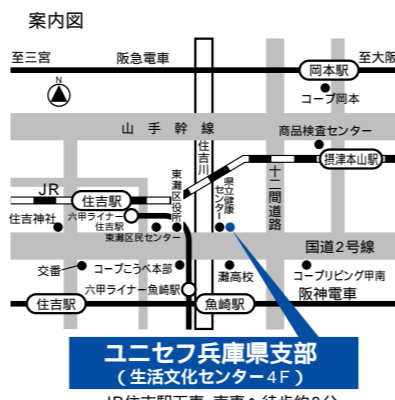 案内図
至三宮
阪急電車
至大阪
岡本駅
コープ岡本
N
山手幹線
住吉川
商品検査センター
摂津本山駅
十二間道路
JR
住吉駅
東灘区役所
県立健康
センター
六甲ライナー
住吉駅
住吉神社
東灘区民センター
国道2号線
交番
コープこうべ本部
灘高校
コープリビング甲南
六甲ライナー魚崎駅
住吉駅
魚崎駅
阪神電車
ユニセフ兵庫県支部
(生活文化センター4F)